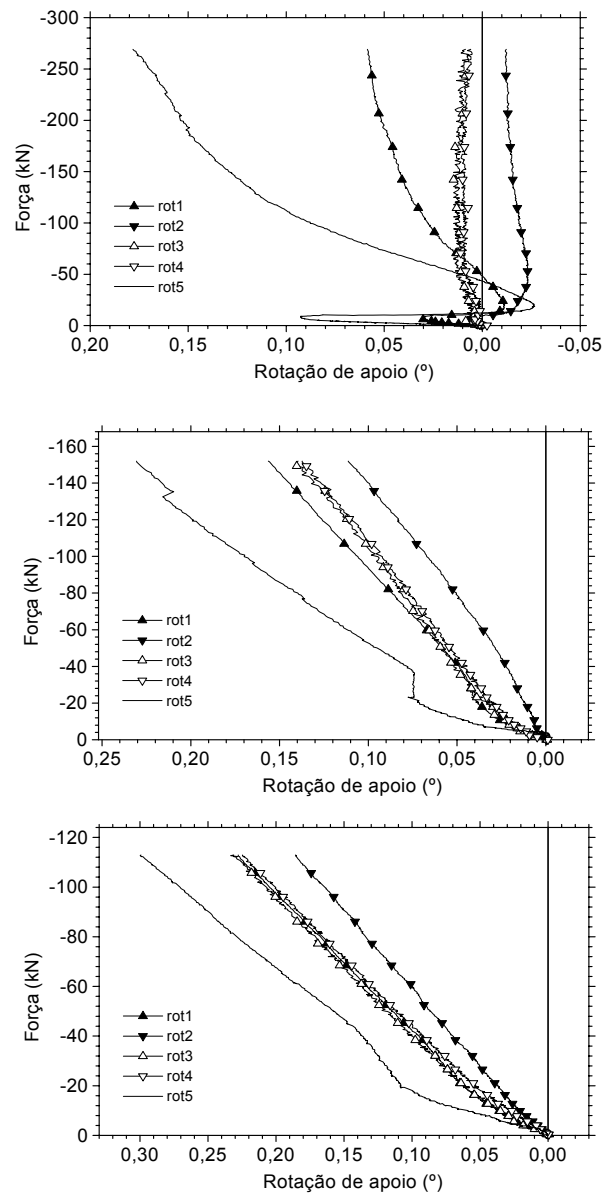 -300
-250
-200
-150
-100
-50
0
Força (kN)
rot1
rot2
rot3
rot4
rot5
0,20 0,15 0,10 0,05 0,00 -0,05
Rotação de apoio (º)
-160
-140
-120
-100
-80
-60
-40
-20
0
Força (kN)
rot1
rot2
rot3
rot4
rot5
0,25 0,20 0,15 0,10 0,05 0,00
Rotação de apoio (º)
-120
-100
-80
-60
-40
-20
0
Força (kN)
rot1
rot2
rot3
rot4
rot5
0,30 0,25 0,20 0,15 0,10 0,05 0,00
Rotação de apoio (º)